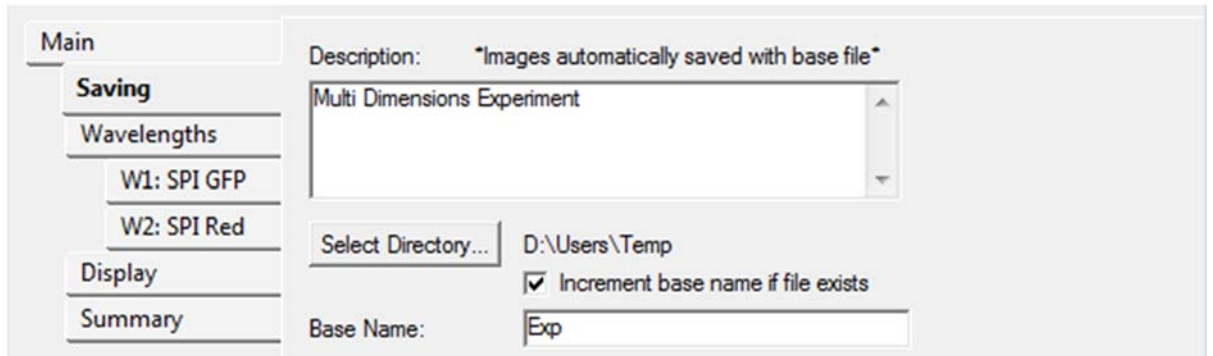 Main
Saving
Wavelengths
W1: SPI GFP
W2: SPI Red
Display
Summary
Description: *Images automatically saved with base file*
Multi Dimensions Experiment
Select Directory... D:\Users\Temp
Increment base name if file exists
Base Name: Exp